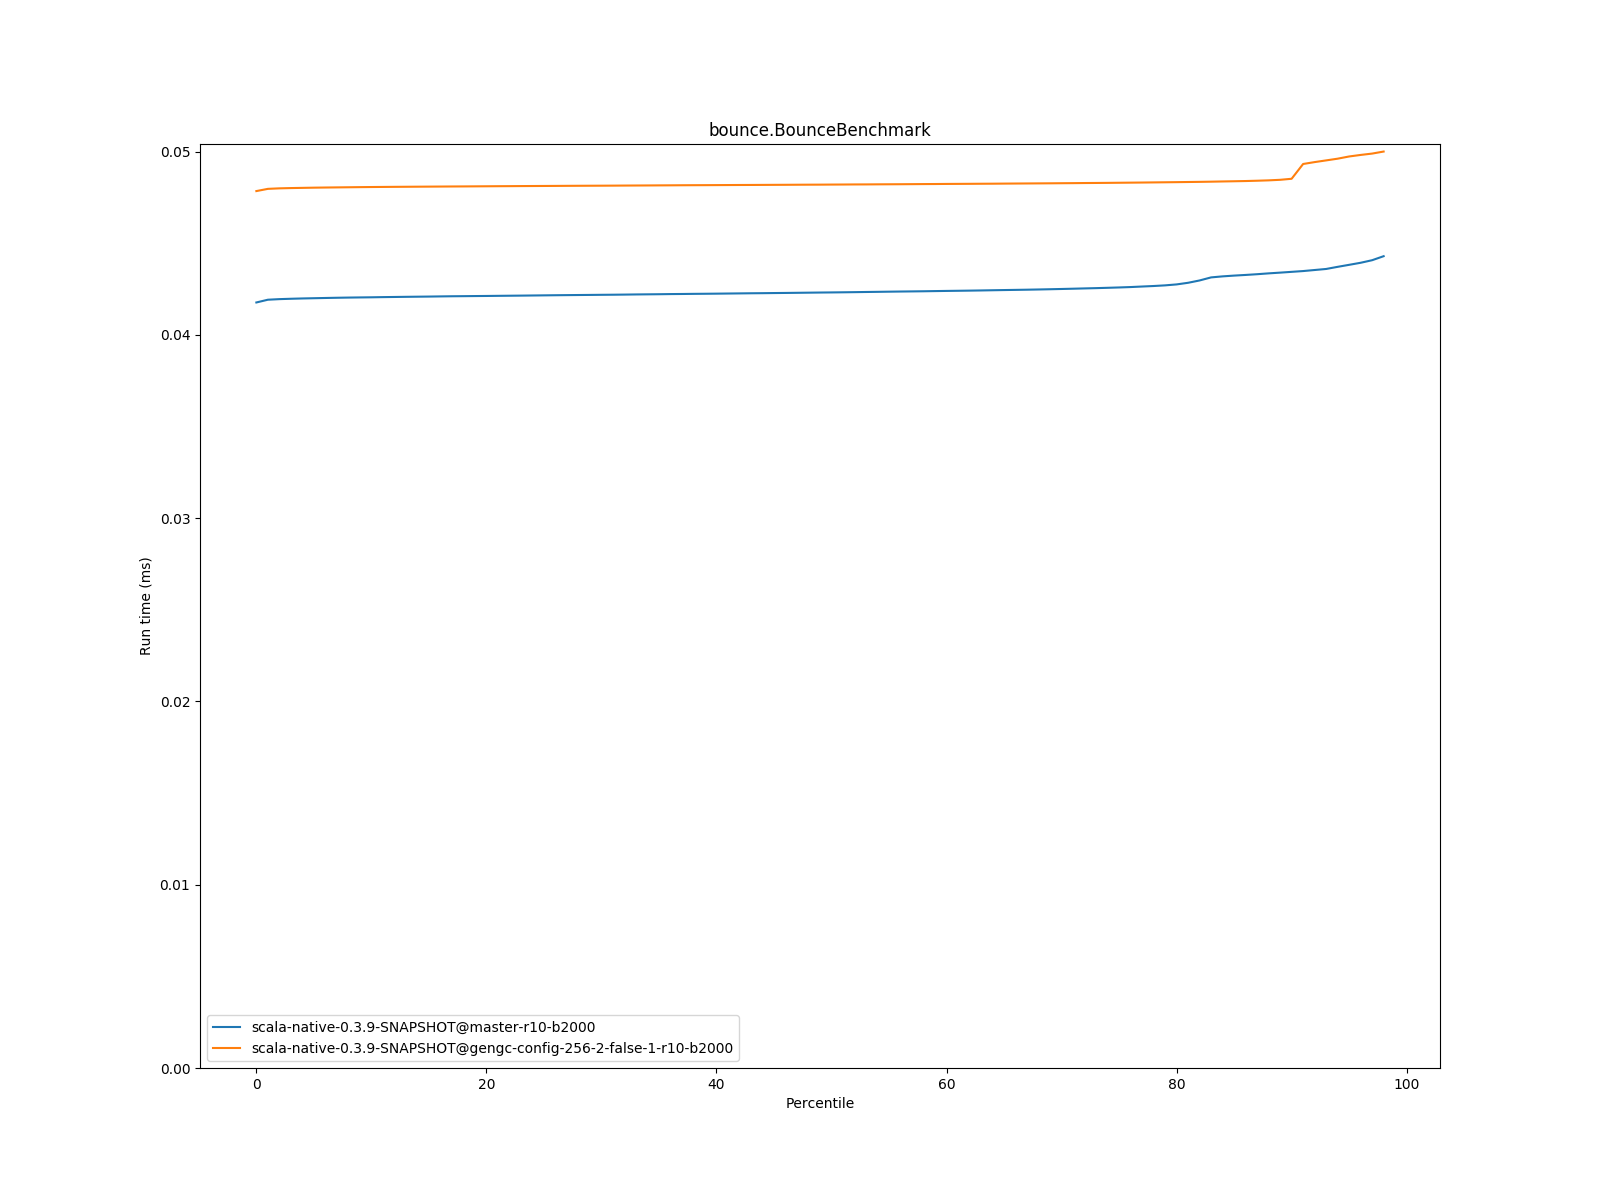 bounce.BounceBenchmark
0.05
0.04
0.03
0.02
0.01
0.00
Run time (ms)
scala-native-0.3.9-SNAPSHOT@master-r10-b2000
scala-native-0.3.9-SNAPSHOT@gengc-config-256-2-false-1-r10-b2000
0 20 40 60 80 100
Percentile